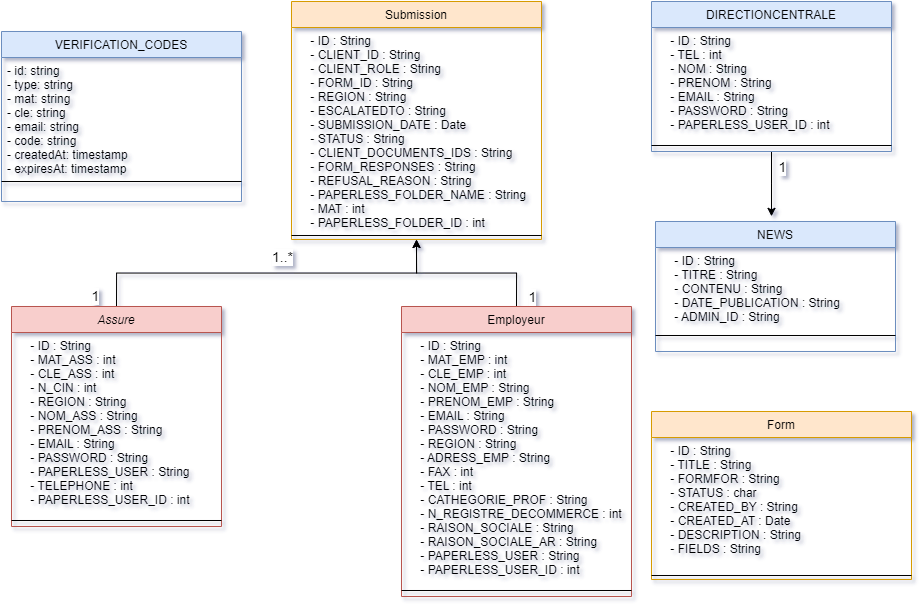 VERIFICATION_CODES
- id: string
- type: string
- mat: string
- cle: string
- email: string
- code: string
- createdAt: timestamp
- expiresAt: timestamp
Submission
- ID : String
- CLIENT_ID : String
- CLIENT_ROLE : String
- FORM_ID : String
- REGION : String
- ESCALATEDTO : String
- SUBMISSION_DATE : Date
- STATUS : String
- CLIENT_DOCUMENTS_IDS : String
- FORM_RESPONSES : String
- REFUSAL_REASON : String
- PAPERLESS_FOLDER_NAME : String
- MAT : int
- PAPERLESS_FOLDER_ID : int
DIRECTIONCENTRALE
- ID : String
- TEL : int
- NOM : String
- PRENOM : String
- EMAIL : String
- PASSWORD : String
- PAPERLESS_USER_ID : int
1
NEWS
- ID : String
- TITRE : String
- CONTENU : String
- DATE_PUBLICATION : String
- ADMIN_ID : String
1..*
1
1
Assure
- ID : String
- MAT_ASS : int
- CLE_ASS : int
- N_CIN : int
- REGION : String
- NOM_ASS : String
- PRENOM_ASS : String
- EMAIL : String
- PASSWORD : String
- PAPERLESS_USER : String
- TELEPHONE : int
- PAPERLESS_USER_ID : int
Employeur
- ID : String
- MAT_EMP : int
- CLE_EMP : int
- NOM_EMP : String
- PRENOM_EMP : String
- EMAIL : String
- PASSWORD : String
- REGION : String
- ADRESS_EMP : String
- FAX : int
- TEL : int
- CATHEGORIE_PROF : String
- N_REGISTRE_DECOMMERCE : int
- RAISON_SOCIALE : String
- RAISON_SOCIALE_AR : String
- PAPERLESS_USER : String
- PAPERLESS_USER_ID : int
Form
- ID : String
- TITLE : String
- FORMFOR : String
- STATUS : char
- CREATED_BY : String
- CREATED_AT : Date
- DESCRIPTION : String
- FIELDS : String